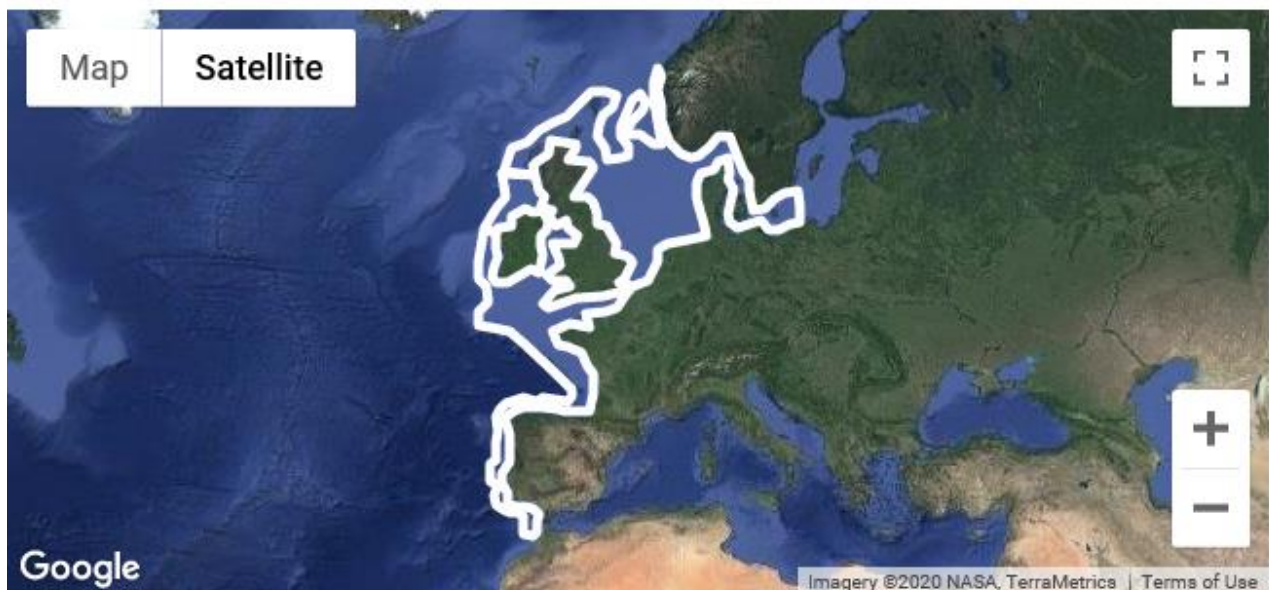 Map Satellite
+
−
Google
Imagery ©2020 NASA, TerraMetrics | Terms of Use